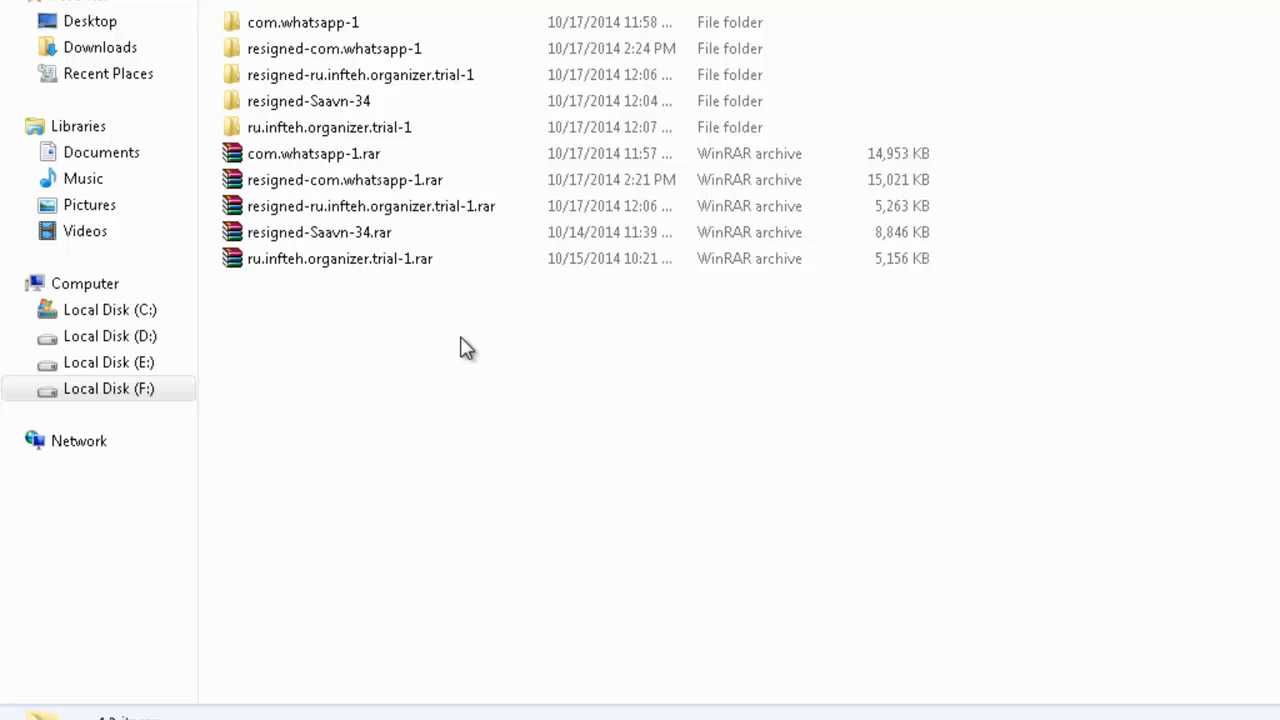 Desktop
Downloads
Recent Places
Libraries
Documents
Music
Pictures
Videos
Computer
Local Disk (C:)
Local Disk (D:)
Local Disk (E:)
Local Disk (F:)
Network
com.whatsapp-1 10/17/2014 11:58 ... File folder
resigned-com.whatsapp-1 10/17/2014 2:24 PM File folder
resigned-ru.infteh.organizer.trial-1 10/17/2014 12:06 ... File folder
resigned-Saavn-34 10/17/2014 12:04 ... File folder
ru.infteh.organizer.trial-1 10/17/2014 12:07 ... File folder
com.whatsapp-1.rar 10/17/2014 11:57 ... WinRAR archive 14,953 KB
resigned-com.whatsapp-1.rar 10/17/2014 2:21 PM WinRAR archive 15,021 KB
resigned-ru.infteh.organizer.trial-1.rar 10/17/2014 12:06 ... WinRAR archive 5,263 KB
resigned-Saavn-34.rar 10/14/2014 11:39 ... WinRAR archive 8,846 KB
ru.infteh.organizer.trial-1.rar 10/15/2014 10:21 ... WinRAR archive 5,156 KB